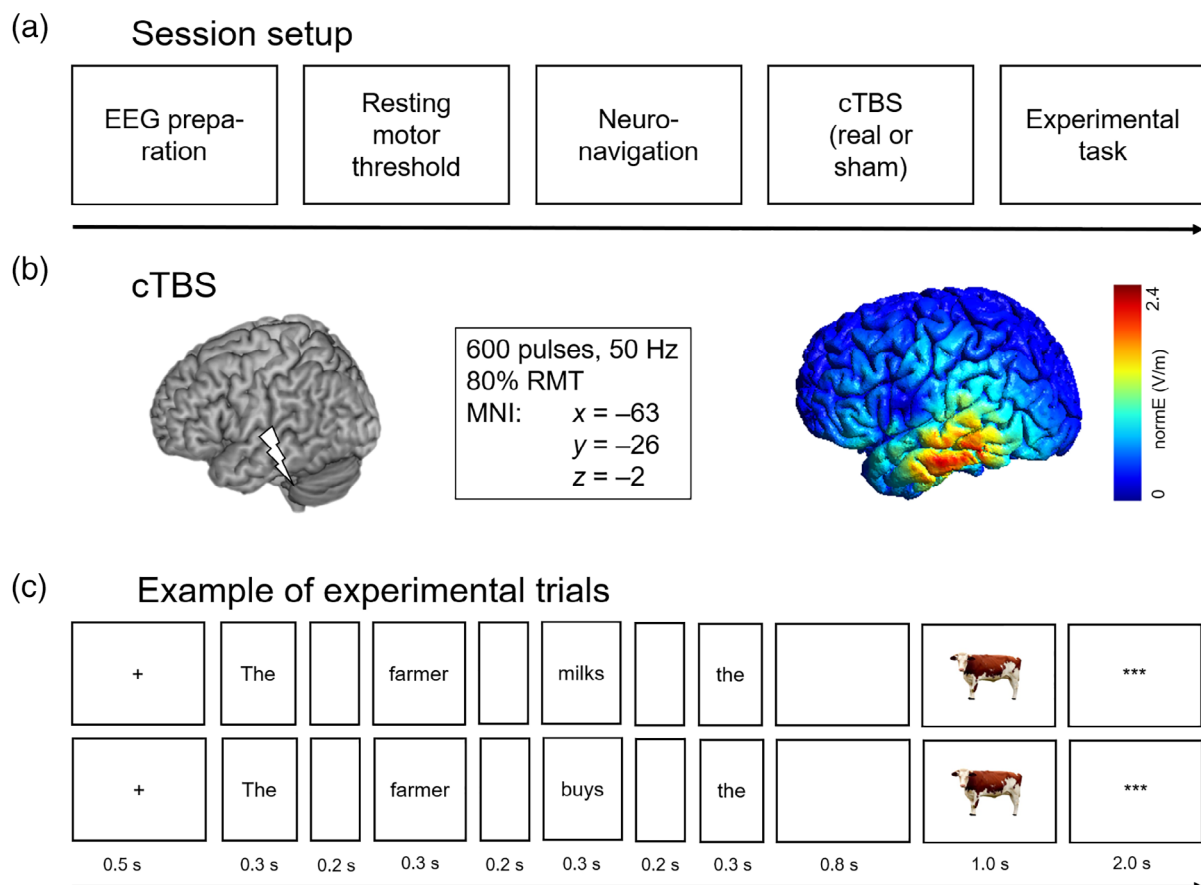 (a) Session setup
EEG prepa-
ration
Resting
motor
threshold
Neuro-
navigation
cTBS
(real or
sham)
Experimental
task
(b) cTBS
600 pulses, 50 Hz
80% RMT
MNI: x = –63
y = –26
z = –2
2.4
normE (V/m)
0
(c) Example of experimental trials
+ The farmer milks the ***
+ The farmer buys the ***
0.5 s 0.3 s 0.2 s 0.3 s 0.2 s 0.3 s 0.2 s 0.3 s 0.8 s 1.0 s 2.0 s